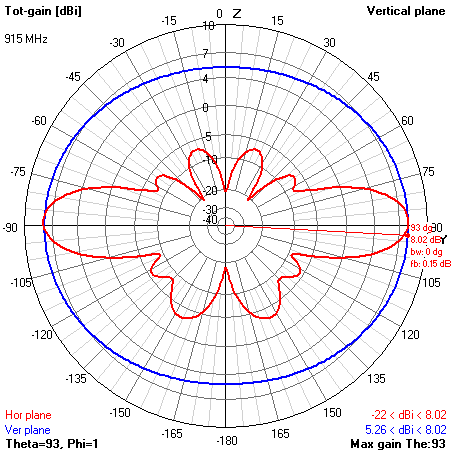 Tot-gain [dBi]
Vertical plane
915 MHz
0
Z
10
-15
15
-30
30
7
-45
45
4
-60
60
0
-5
-75
75
-10
-20
-30
-40
-90
90
93 dg
Y
8.02 dB
bw: 0 dg
fb: 0.15 dB
-105
105
-120
120
-135
135
-150
150
-165
165
-180
Hor plane
-22 < dBi < 8.02
Ver plane
5.26 < dBi < 8.02
Theta=93, Phi=1
Max gain The:93